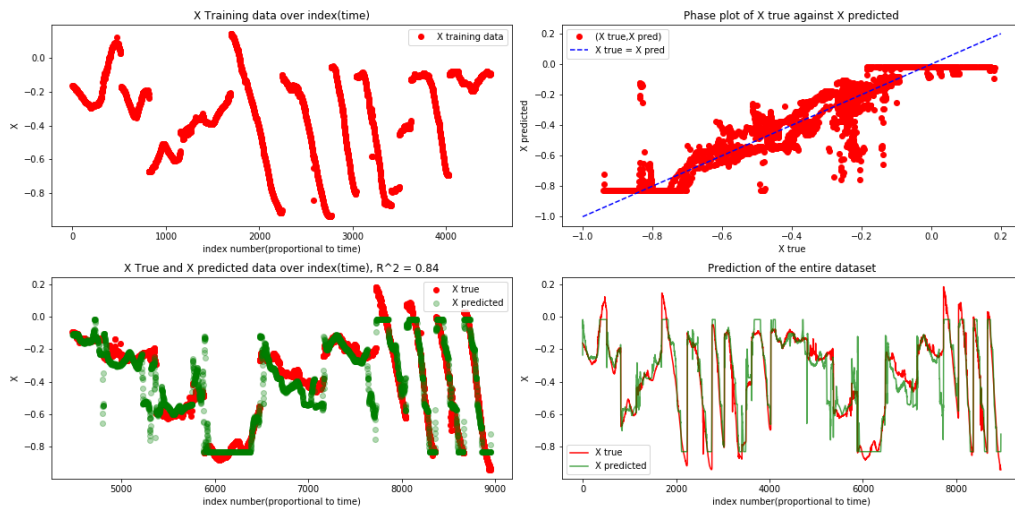 X Training data over index(time)
X training data
X
0.0
−0.2
−0.4
−0.6
−0.8
0
1000
2000
3000
4000
index number(proportional to time)
Phase plot of X true against X predicted
(X true,X pred)
X true = X pred
X predicted
0.2
0.0
−0.2
−0.4
−0.6
−0.8
−1.0
−1.0
−0.8
−0.6
−0.4
−0.2
0.0
0.2
X true
X True and X predicted data over index(time), R^2 = 0.84
X true
X predicted
X
0.0
−0.2
−0.4
−0.6
−0.8
5000
6000
7000
8000
9000
index number(proportional to time)
Prediction of the entire dataset
X
0.0
−0.2
−0.4
−0.6
−0.8
X true
X predicted
0
2000
4000
6000
8000
index number(proportional to time)